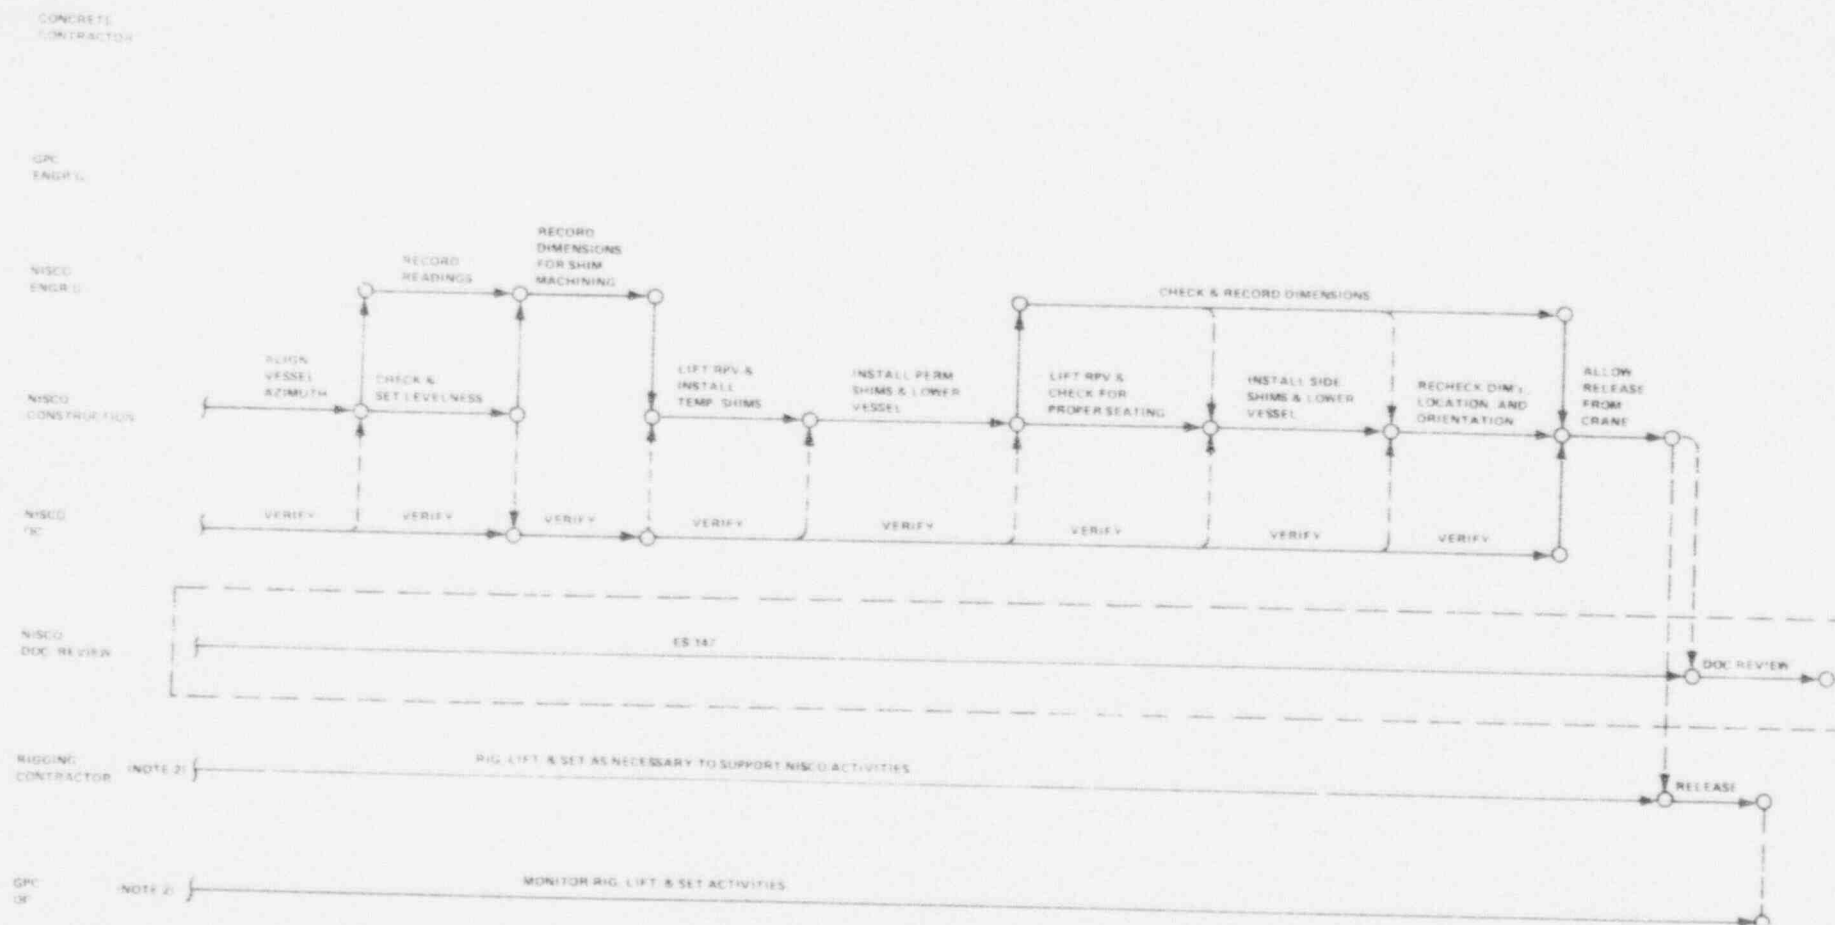 CONCRETE
CONTRACTOR
GPC
ENGR'G
NISCO
ENGR'G
RECORD
READINGS
RECORD
DIMENSIONS
FOR SHIM
MACHINING
CHECK & RECORD DIMENSIONS
NISCO
CONSTRUCTION
ALIGN
VESSEL
AZIMUTH
CHECK &
SET LEVELNESS
LIFT RPV &
INSTALL
TEMP. SHIMS
INSTALL PERM
SHIMS & LOWER
VESSEL
LIFT RPV &
CHECK FOR
PROPER SEATING
INSTALL SIDE
SHIMS & LOWER
VESSEL
RECHECK DIM's,
LOCATION, AND
ORIENTATION
ALLOW
RELEASE
FROM
CRANE
NISCO
QC
VERIFY
VERIFY
VERIFY
VERIFY
VERIFY
VERIFY
VERIFY
VERIFY
NISCO
DOC. REVIEW
ES-147
DOC REVIEW
RIGGING
CONTRACTOR
(NOTE 2)
RIG, LIFT & SET AS NECESSARY TO SUPPORT NISCO ACTIVITIES
RELEASE
GPC
(NOTE 2)
MONITOR RIG, LIFT & SET ACTIVITIES